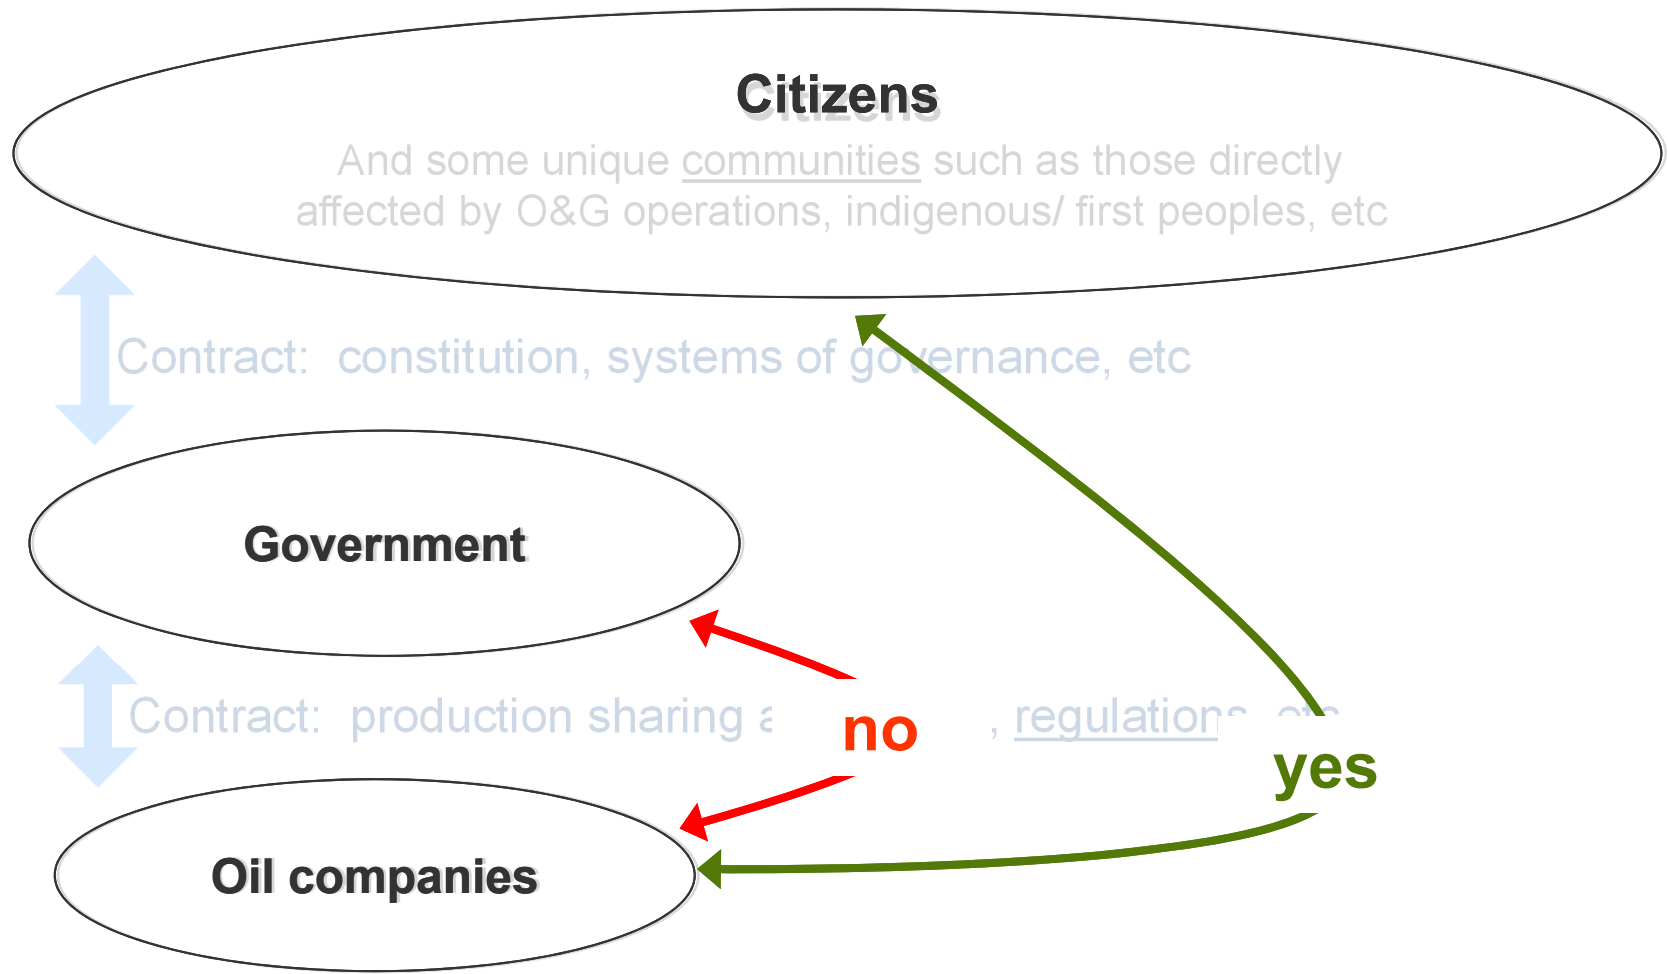 Citizens
And some unique communities such as those directly
affected by O&G operations, indigenous/ first peoples, etc
Contract: constitution, systems of governance, etc
Government
Contract: production sharing , regulations, etc
no
yes
Oil companies